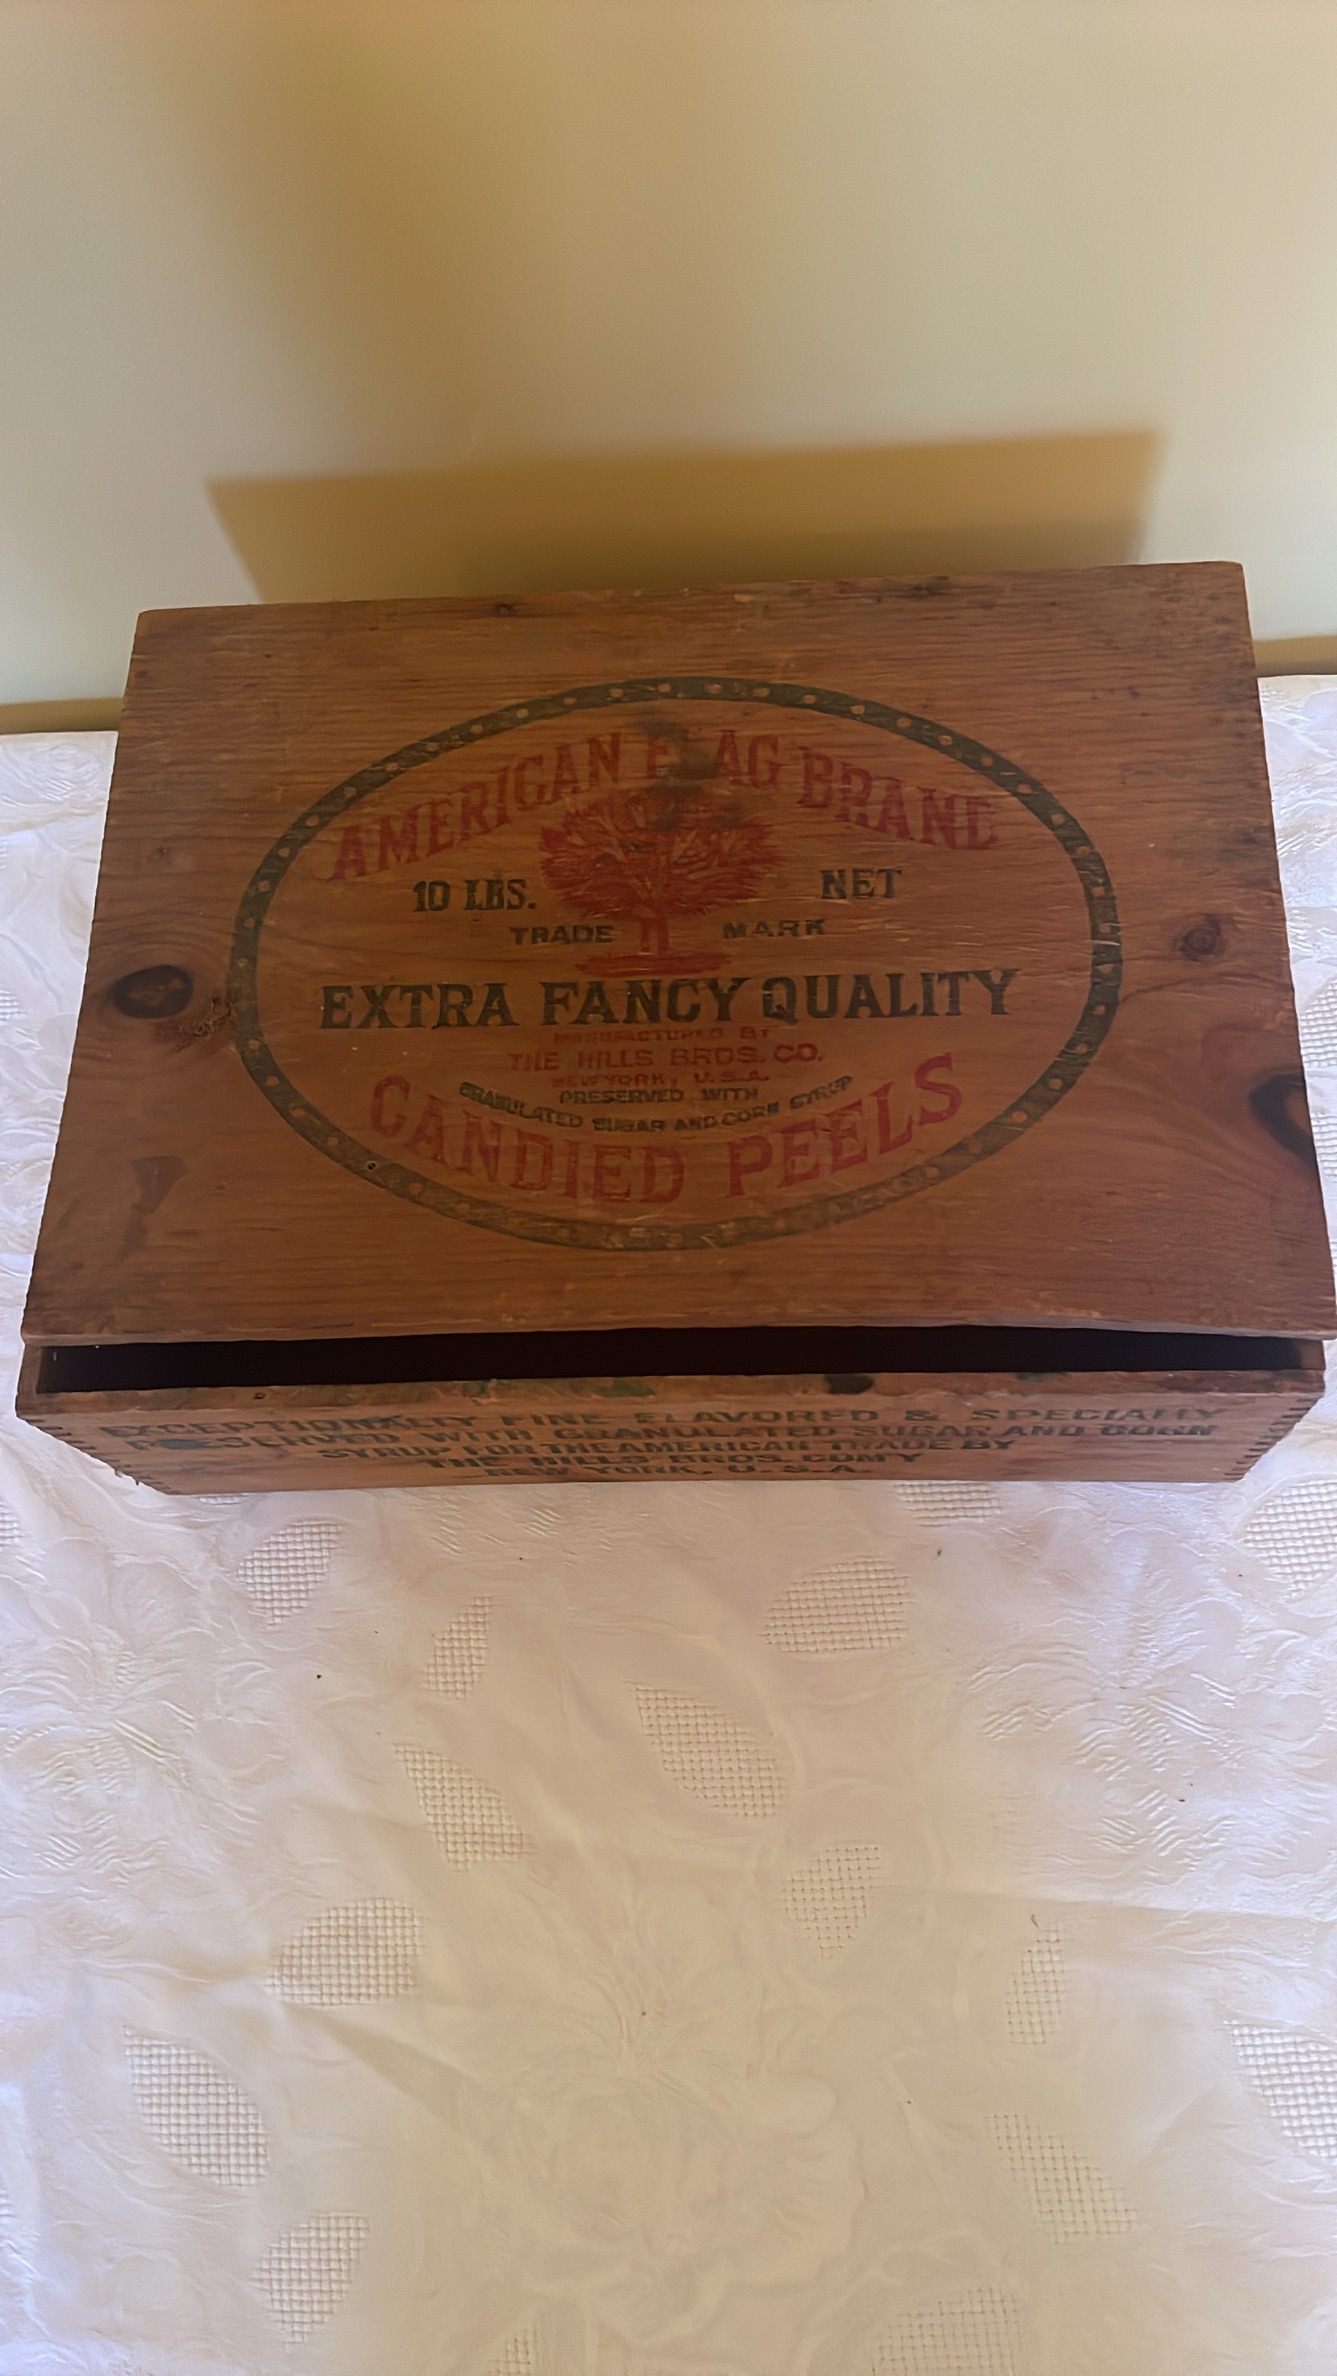 AMERICAN FLAG BRAND
10 LBS. NET
TRADE MARK
EXTRA FANCY QUALITY
MANUFACTURED BY
THE HILLS BROS. CO.
NEW YORK, U.S.A.
PRESERVED WITH
GRANULATED SUGAR AND CORN SYRUP
CANDIED PEELS
EXCEPTIONALLY FINE FLAVORED & SPECIALLY
PRESERVED WITH GRANULATED SUGAR AND CORN
SYRUP FOR THE AMERICAN TRADE BY
THE HILLS BROS. COM'Y
NEW YORK, U.S.A.